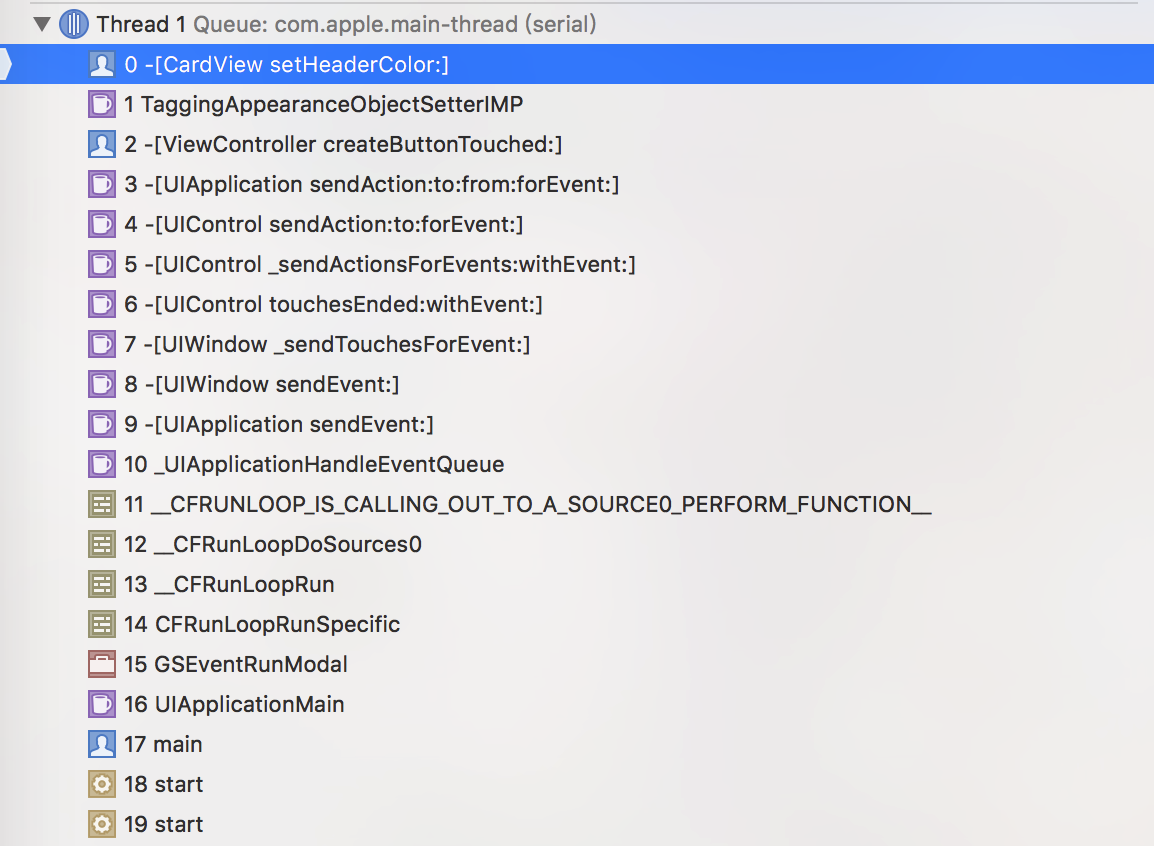 Thread 1 Queue: com.apple.main-thread (serial)
0 -[CardView setHeaderColor:]
1 TaggingAppearanceObjectSetterIMP
2 -[ViewController createButtonTouched:]
3 -[UIApplication sendAction:to:from:forEvent:]
4 -[UIControl sendAction:to:forEvent:]
5 -[UIControl _sendActionsForEvents:withEvent:]
6 -[UIControl touchesEnded:withEvent:]
7 -[UIWindow _sendTouchesForEvent:]
8 -[UIWindow sendEvent:]
9 -[UIApplication sendEvent:]
10 _UIApplicationHandleEventQueue
11 __CFRUNLOOP_IS_CALLING_OUT_TO_A_SOURCE0_PERFORM_FUNCTION__
12 __CFRunLoopDoSources0
13 __CFRunLoopRun
14 CFRunLoopRunSpecific
15 GSEventRunModal
16 UIApplicationMain
17 main
18 start
19 start